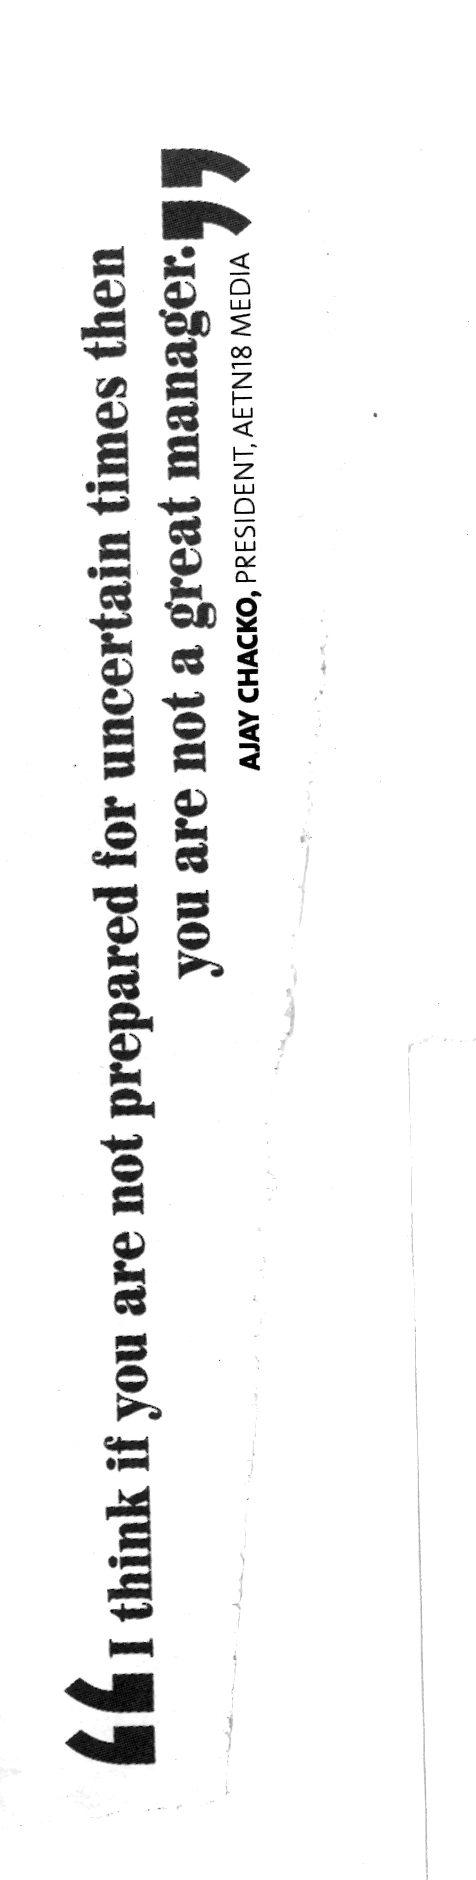 “I think if you are not prepared for uncertain times then
you are not a great manager.”
AJAY CHACKO, PRESIDENT, AETN18 MEDIA